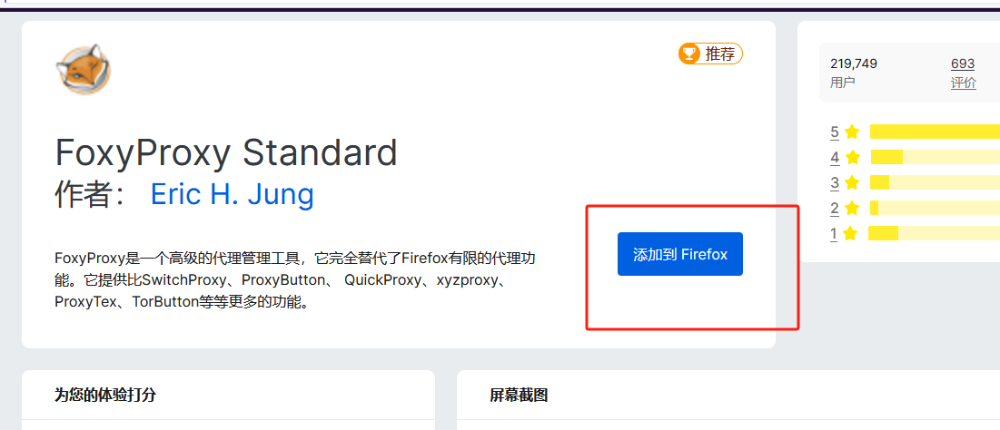 推荐
FoxyProxy Standard
作者： Eric H. Jung
FoxyProxy是一个高级的代理管理工具，它完全替代了Firefox有限的代理功
能。它提供比SwitchProxy、ProxyButton、 QuickProxy、xyzproxy、
ProxyTex、TorButton等等更多的功能。
添加到 Firefox
219,749
用户
693
评价
5
4
3
2
1
为您的体验打分
屏幕截图